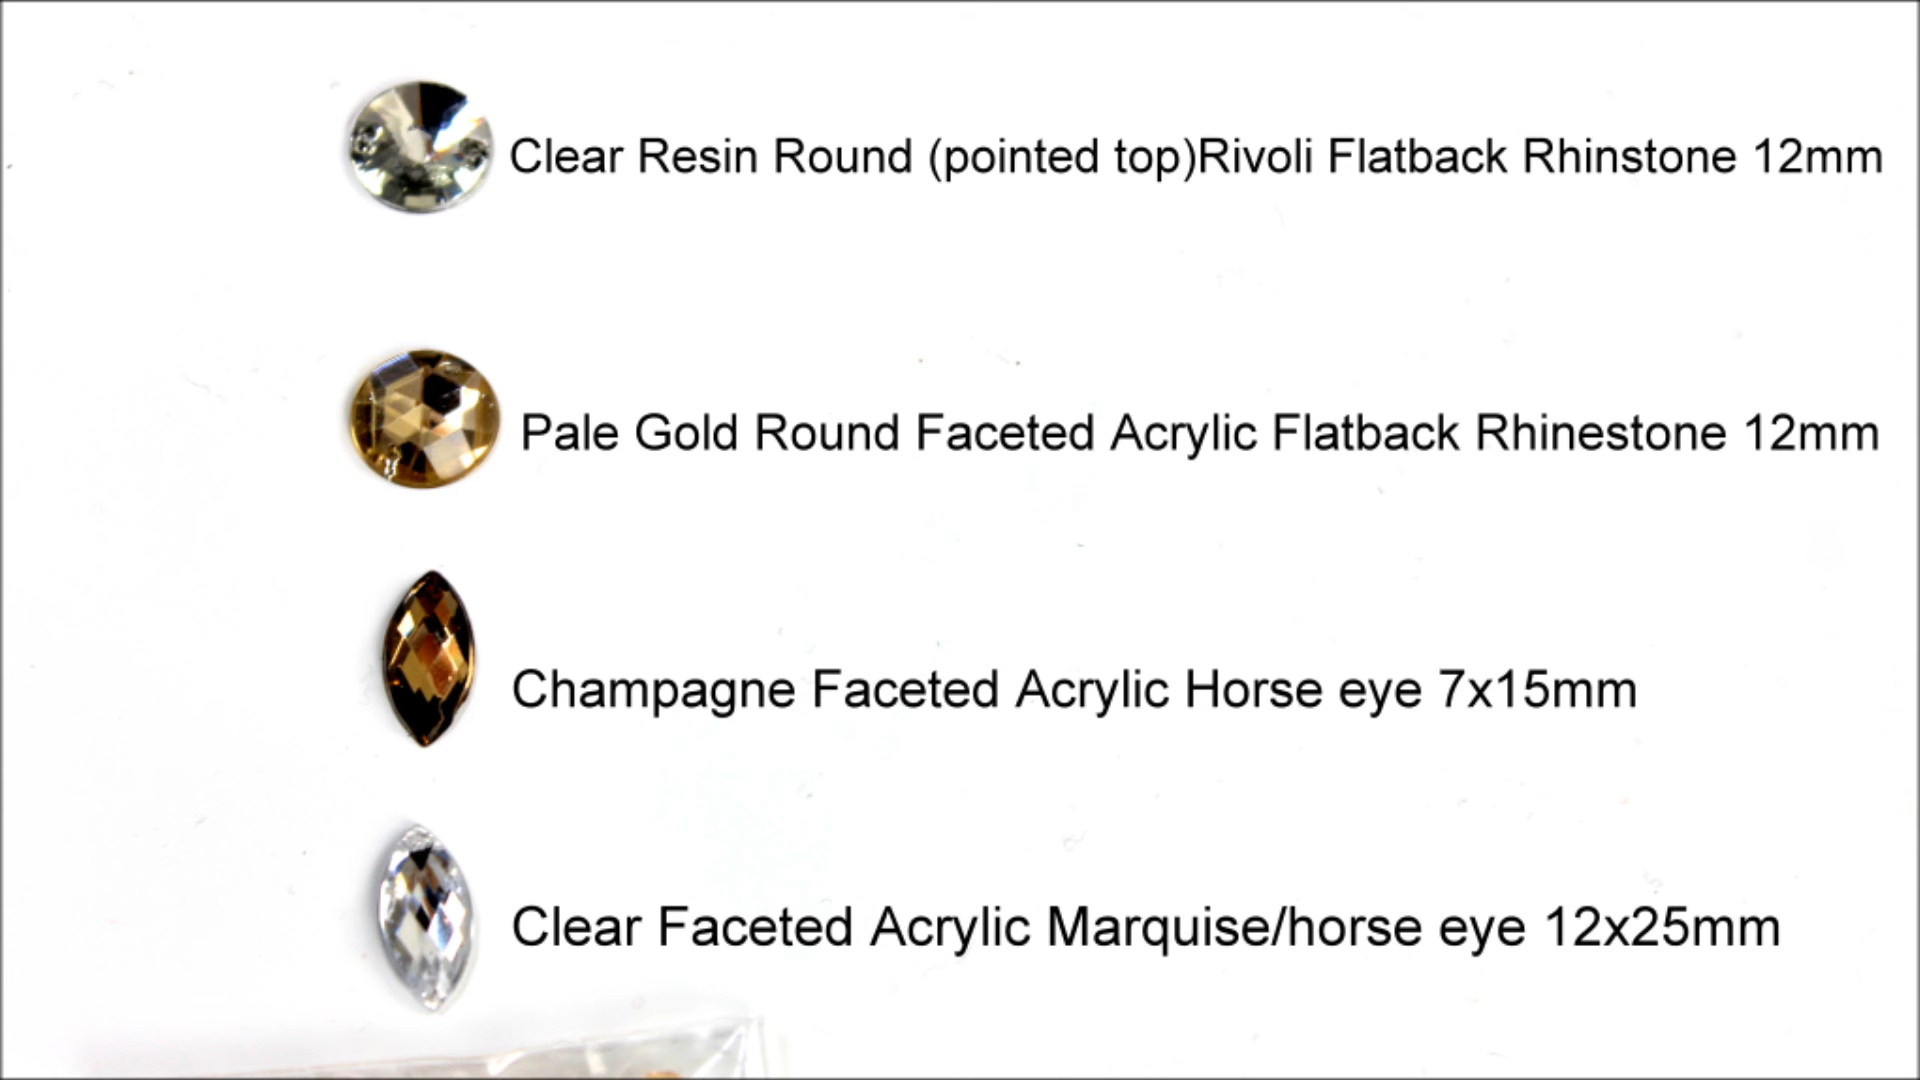 Clear Resin Round (pointed top)Rivoli Flatback Rhinstone 12mm
Pale Gold Round Faceted Acrylic Flatback Rhinestone 12mm
Champagne Faceted Acrylic Horse eye 7x15mm
Clear Faceted Acrylic Marquise/horse eye 12x25mm